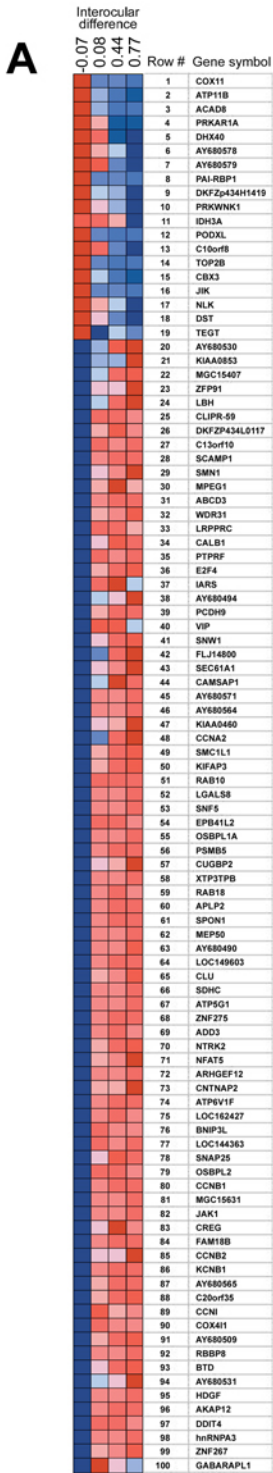 A
Interocular
difference
-0.07 0.08 0.44 0.77
Row # Gene symbol
1 COX11
2 ATP11B
3 ACAD8
4 PRKAR1A
5 DHX40
6 AY680578
7 AY680579
8 PAI-RBP1
9 DKFZp434H1419
10 PRKWNK1
11 IDH3A
12 PODXL
13 C10orf8
14 TOP2B
15 CBX3
16 JIK
17 NLK
18 DST
19 TEGT
20 AY680530
21 KIAA0853
22 MGC15407
23 ZFP91
24 LBH
25 CLIPR-59
26 DKFZP434L0117
27 C13orf10
28 SCAMP1
29 SMN1
30 MPEG1
31 ABCD3
32 WDR31
33 LRPPRC
34 CALB1
35 PTPRF
36 E2F4
37 IARS
38 AY680494
39 PCDH9
40 VIP
41 SNW1
42 FLJ14800
43 SEC61A1
44 CAMSAP1
45 AY680571
46 AY680564
47 KIAA0460
48 CCNA2
49 SMC1L1
50 KIFAP3
51 RAB10
52 LGALS8
53 SNF5
54 EPB41L2
55 OSBPL1A
56 PSMB5
57 CUGBP2
58 XTP3TPB
59 RAB18
60 APLP2
61 SPON1
62 MEP50
63 AY680490
64 LOC149603
65 CLU
66 SDHC
67 ATP5G1
68 ZNF275
69 ADD3
70 NTRK2
71 NFAT5
72 ARHGEF12
73 CNTNAP2
74 ATP6V1F
75 LOC162427
76 BNIP3L
77 LOC144363
78 SNAP25
79 OSBPL2
80 CCNB1
81 MGC15631
82 JAK1
83 CREG
84 FAM18B
85 CCNB2
86 KCNB1
87 AY680565
88 C20orf35
89 CCNI
90 COX4I1
91 AY680509
92 RBBP8
93 BTD
94 AY680531
95 HDGF
96 AKAP12
97 DDIT4
98 hnRNPA3
99 ZNF267
100 GABARAPL1